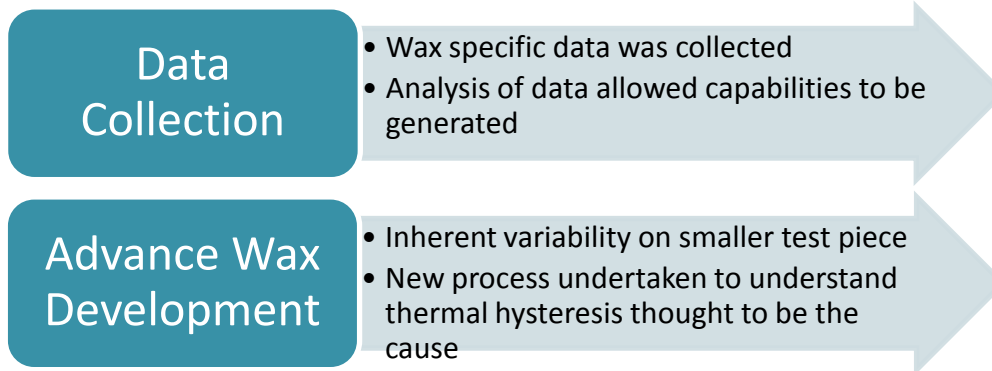 Data
Collection
• Wax specific data was collected
• Analysis of data allowed capabilities to be
generated
Advance Wax
Development
• Inherent variability on smaller test piece
• New process undertaken to understand
thermal hysteresis thought to be the
cause